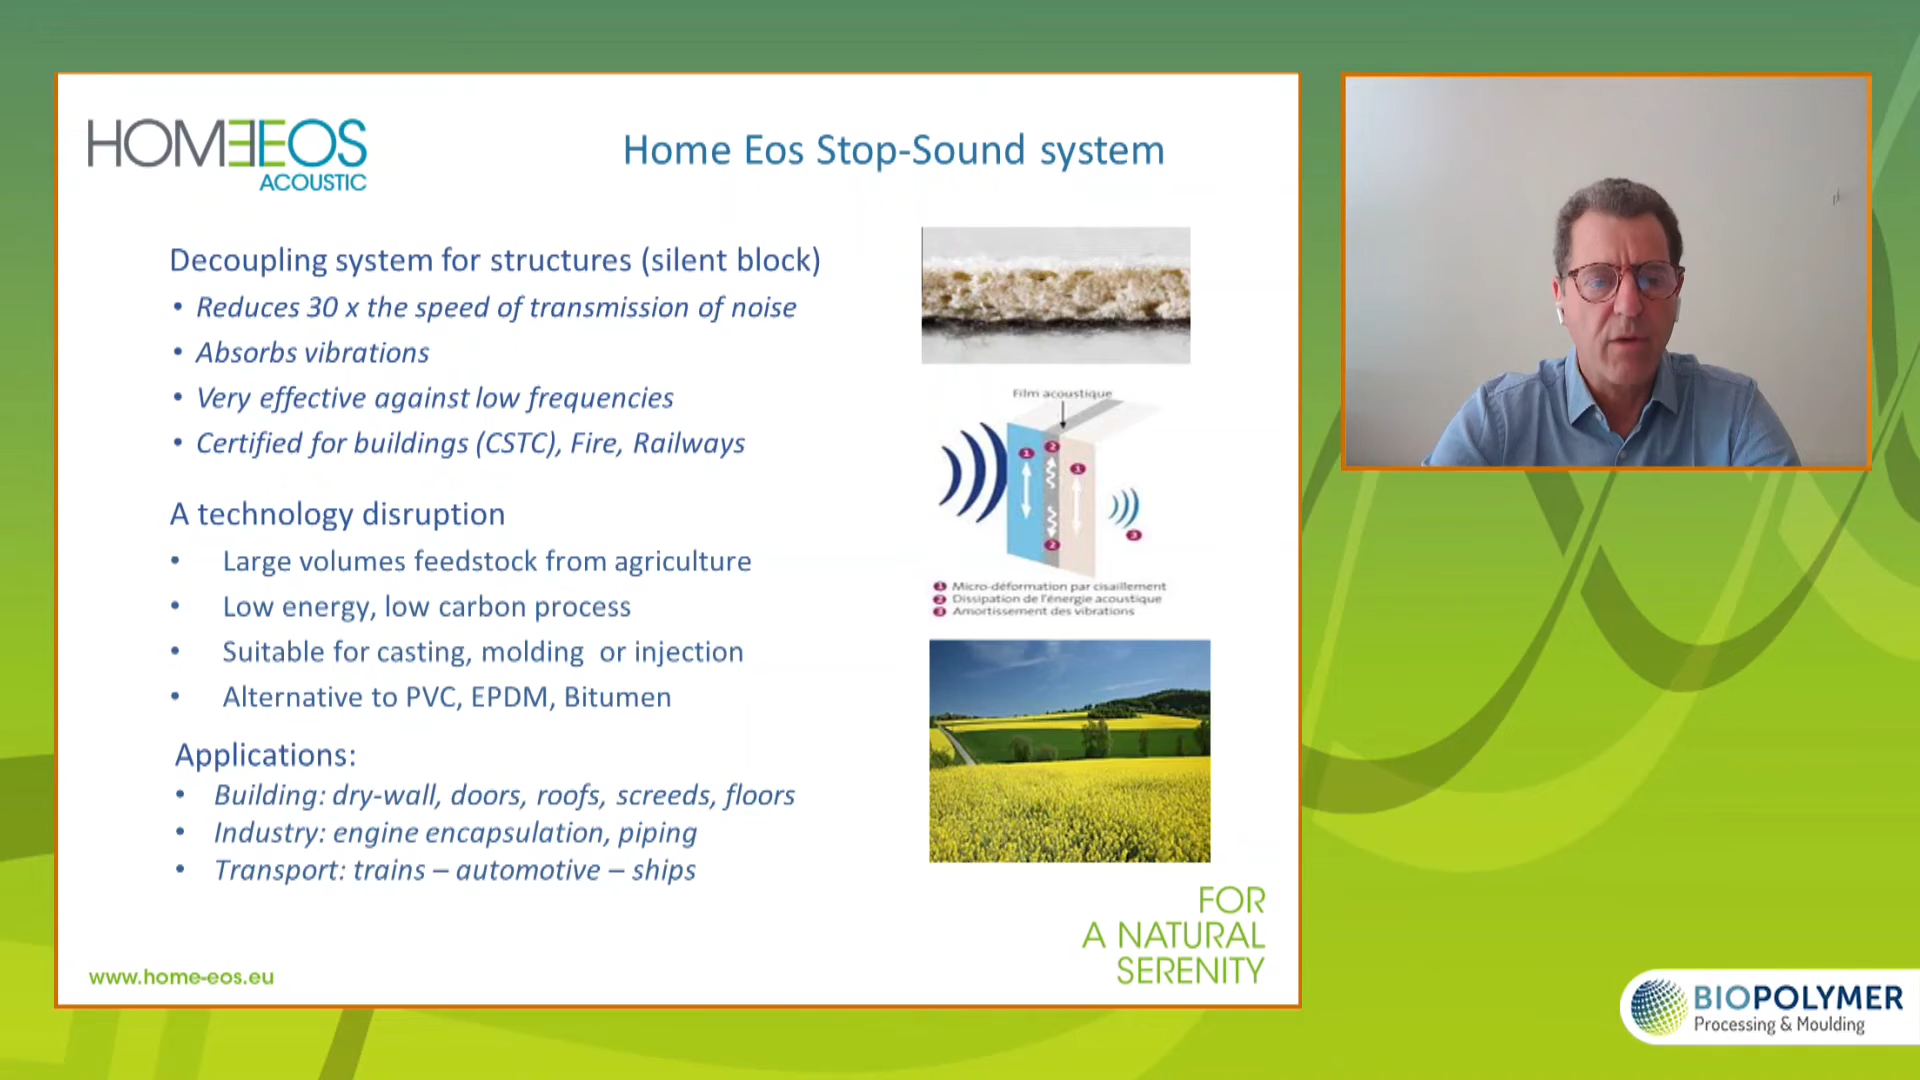 HOMEEOS
ACOUSTIC
Home Eos Stop-Sound system
Decoupling system for structures (silent block)
• Reduces 30 x the speed of transmission of noise
• Absorbs vibrations
• Very effective against low frequencies
• Certified for buildings (CSTC), Fire, Railways
A technology disruption
• Large volumes feedstock from agriculture
• Low energy, low carbon process
• Suitable for casting, molding or injection
• Alternative to PVC, EPDM, Bitumen
Applications:
• Building: dry-wall, doors, roofs, screeds, floors
• Industry: engine encapsulation, piping
• Transport: trains – automotive – ships
www.home-eos.eu
Film acoustique
1 2 1
2 3
1 Micro-déformation par cisaillement
2 Dissipation de l'énergie acoustique
3 Amortissement des vibrations
FOR
A NATURAL
SERENITY
BIOPOLYMER
Processing & Moulding